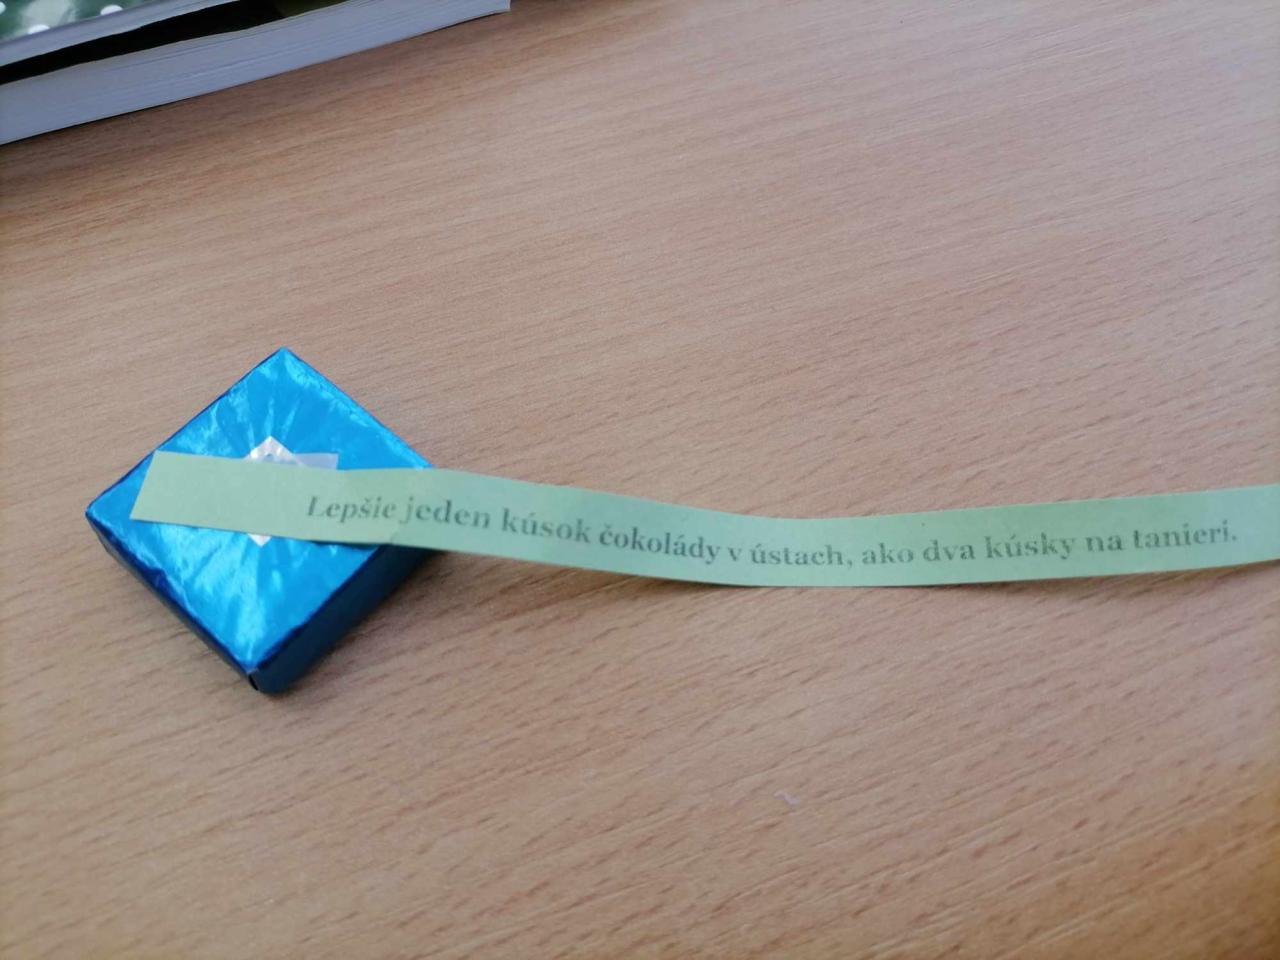 Lepšie jeden kúsok čokolády v ústach, ako dva kúsky na tanieri.